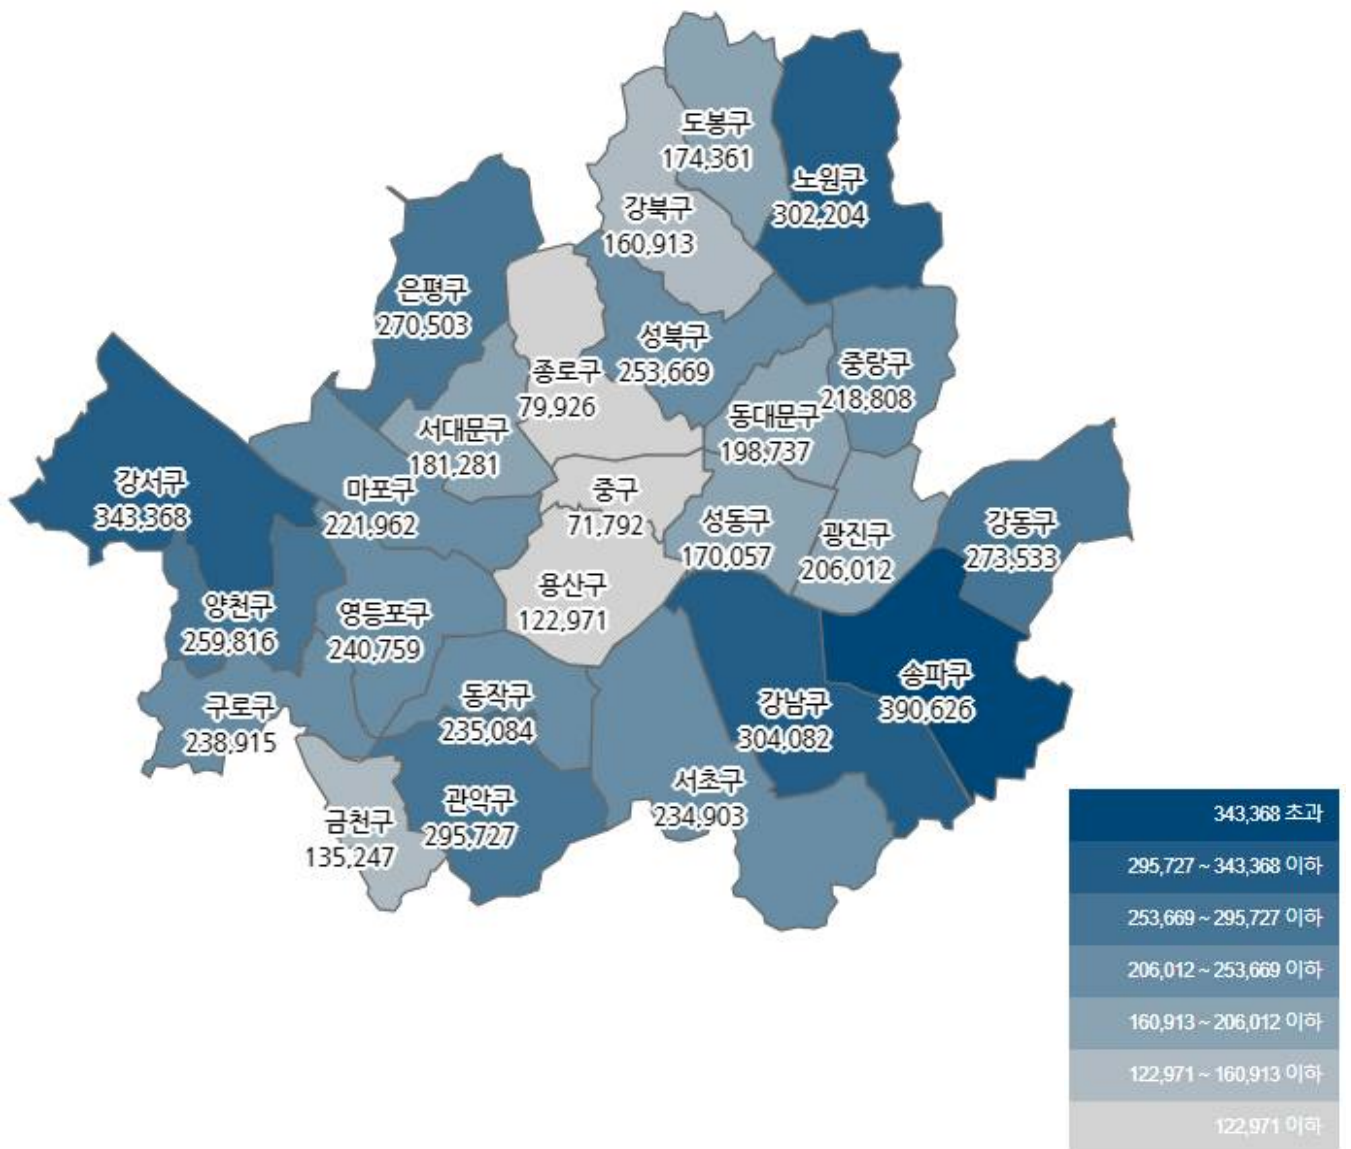 도봉구
174,361
노원구
302,204
강북구
160,913
은평구
270,503
성북구
253,669
중랑구
218,808
종로구
79,926
동대문구
198,737
서대문구
181,281
강서구
343,368
마포구
221,962
중구
71,792
성동구
170,057
광진구
206,012
강동구
273,533
용산구
122,971
양천구
259,816
영등포구
240,759
송파구
390,626
강남구
304,082
동작구
235,084
구로구
238,915
서초구
234,903
관악구
295,727
금천구
135,247
343,368 초과
295,727 ~ 343,368 이하
253,669 ~ 295,727 이하
206,012 ~ 253,669 이하
160,913 ~ 206,012 이하
122,971 ~ 160,913 이하
122,971 이하